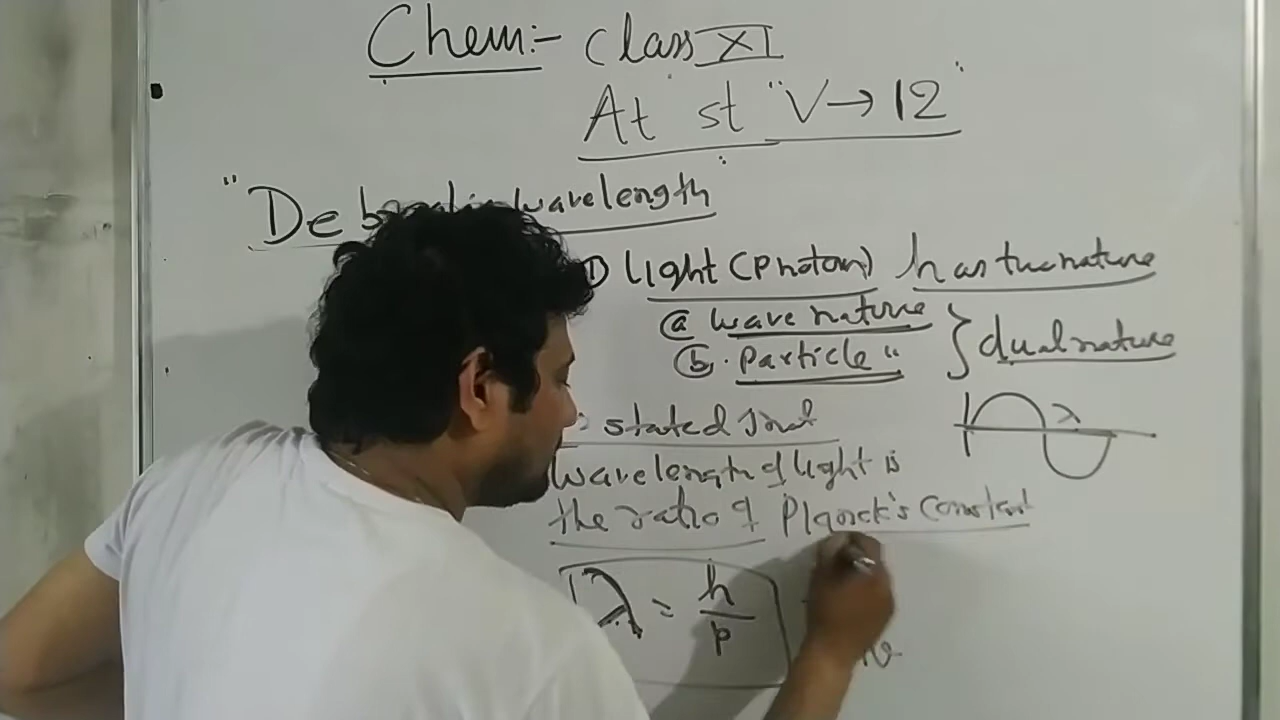 Chem:- Class XI
At st "V→12"
"De wavelength"
① light (Photon) has two nature
ⓐ wave nature
ⓑ. Particle "
} dual nature
λ
: stated that
wavelength of light is
the ratio of Planck's Constant
λ = h/p